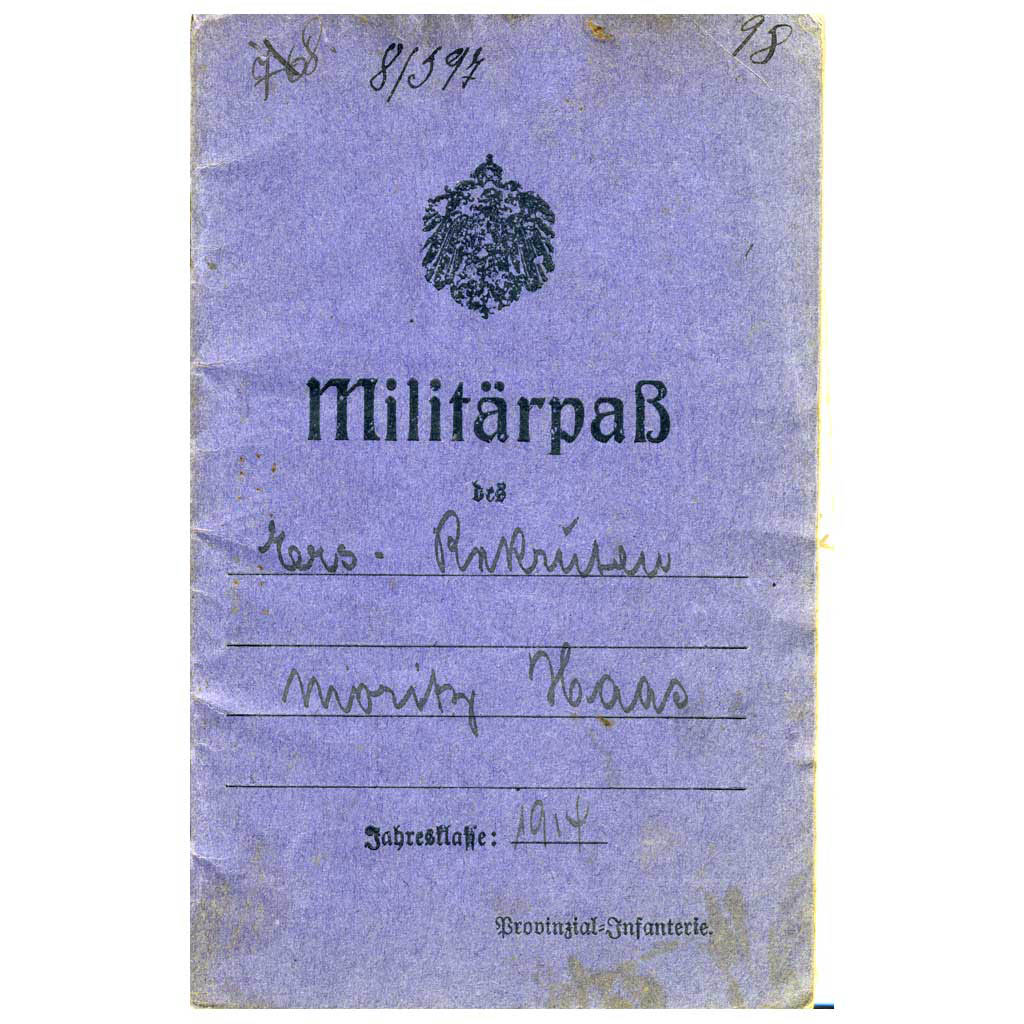 8/597 98
Militärpaß
des
Ers. Rekruten
Moritz Haas
Jahresklasse: 1914
Provinzial-Infanterie.